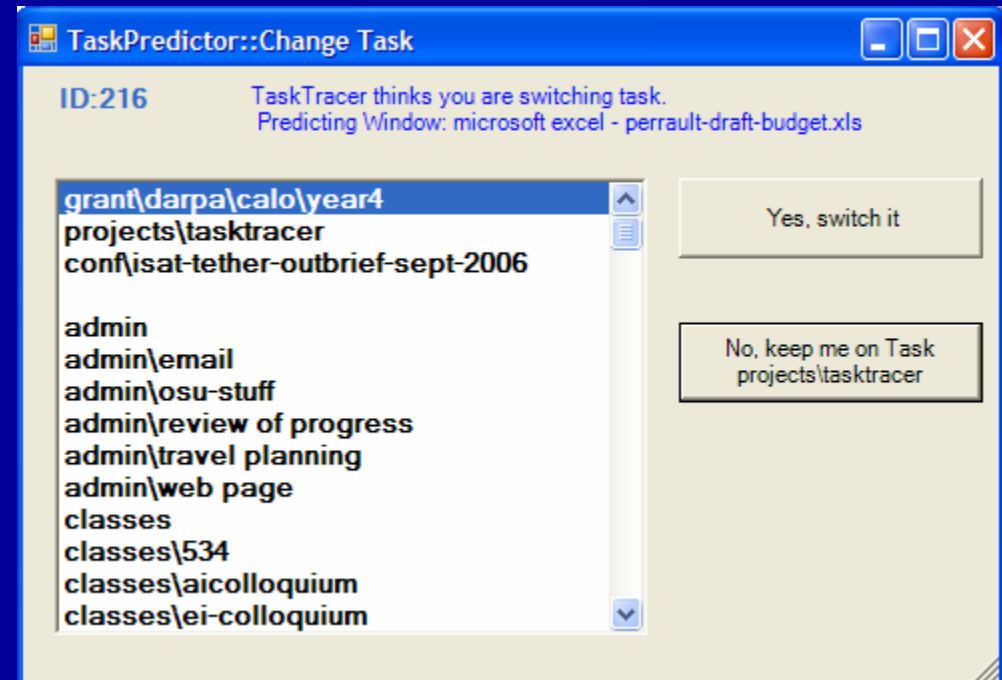 TaskPredictor::Change Task
ID:216
TaskTracer thinks you are switching task.
Predicting Window: microsoft excel - perrault-draft-budget.xls
grant\darpa\calo\year4
projects\tasktracer
conf\isat-tether-outbrief-sept-2006
admin
admin\email
admin\osu-stuff
admin\review of progress
admin\travel planning
admin\web page
classes
classes\534
classes\aicolloquium
classes\ei-colloquium
Yes, switch it
No, keep me on Task
projects\tasktracer